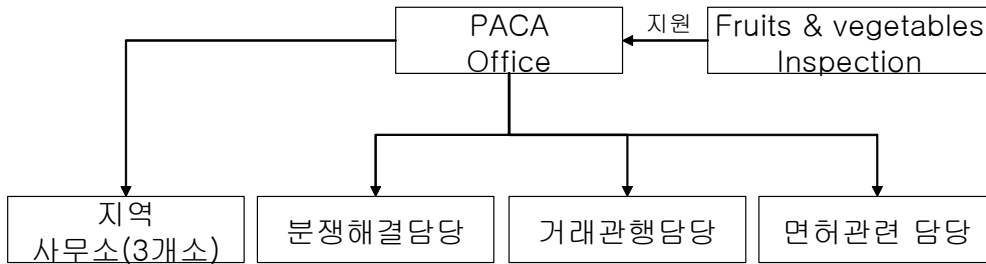 PACA
Office
지원
Fruits & vegetables
Inspection
지역
사무소(3개소)
분쟁해결담당
거래관행담당
면허관련 담당